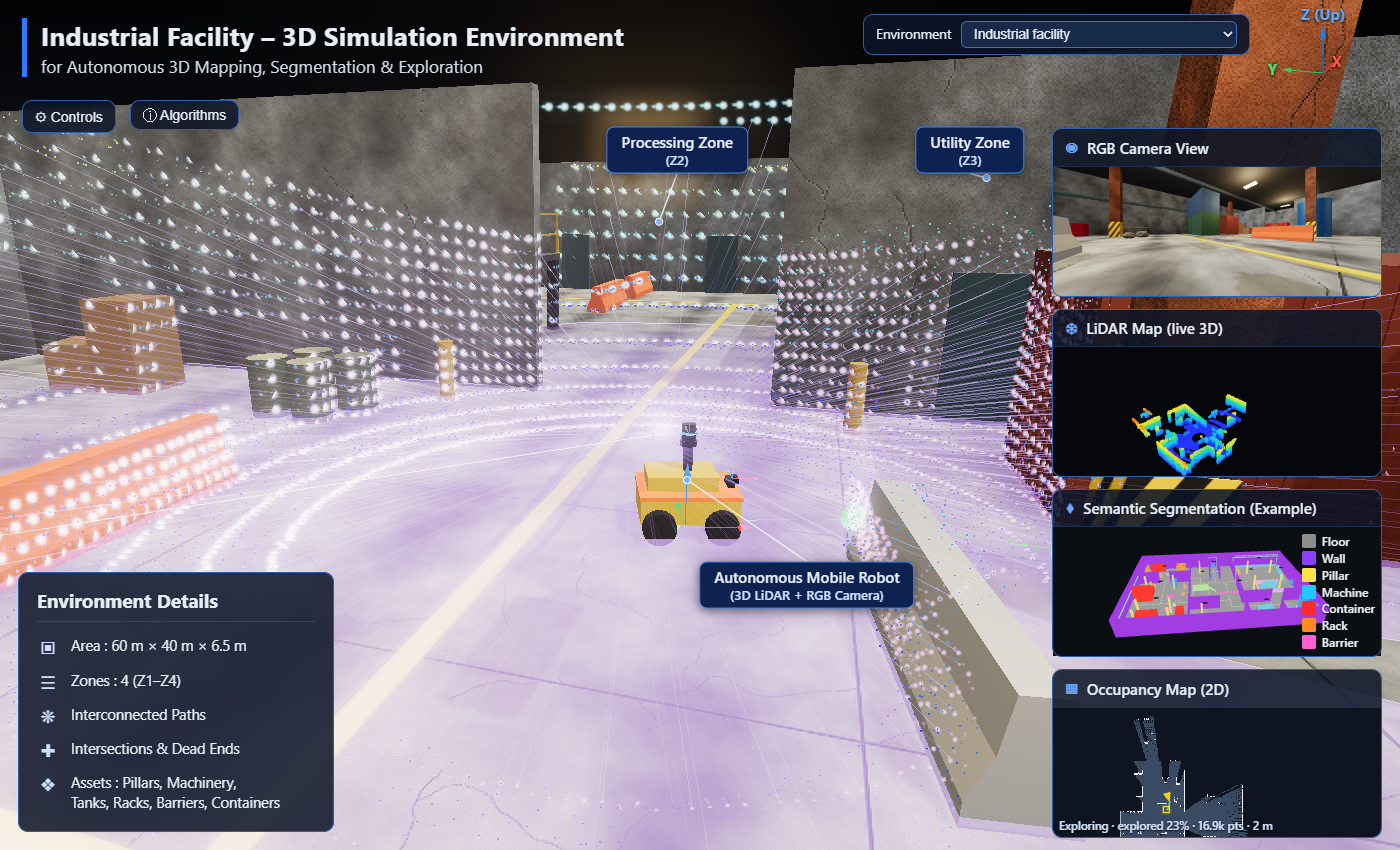 Industrial Facility – 3D Simulation Environment
for Autonomous 3D Mapping, Segmentation & Exploration
Environment
Industrial facility
Z (Up)
Y
X
Controls
Algorithms
Processing Zone
(Z2)
Utility Zone
(Z3)
RGB Camera View
LiDAR Map (live 3D)
Semantic Segmentation (Example)
Floor
Wall
Pillar
Machine
Container
Rack
Barrier
Autonomous Mobile Robot
(3D LiDAR + RGB Camera)
Environment Details
Area : 60 m × 40 m × 6.5 m
Zones : 4 (Z1–Z4)
Interconnected Paths
Intersections & Dead Ends
Assets : Pillars, Machinery,
Tanks, Racks, Barriers, Containers
Occupancy Map (2D)
Exploring · explored 23% · 16.9k pts · 2 m